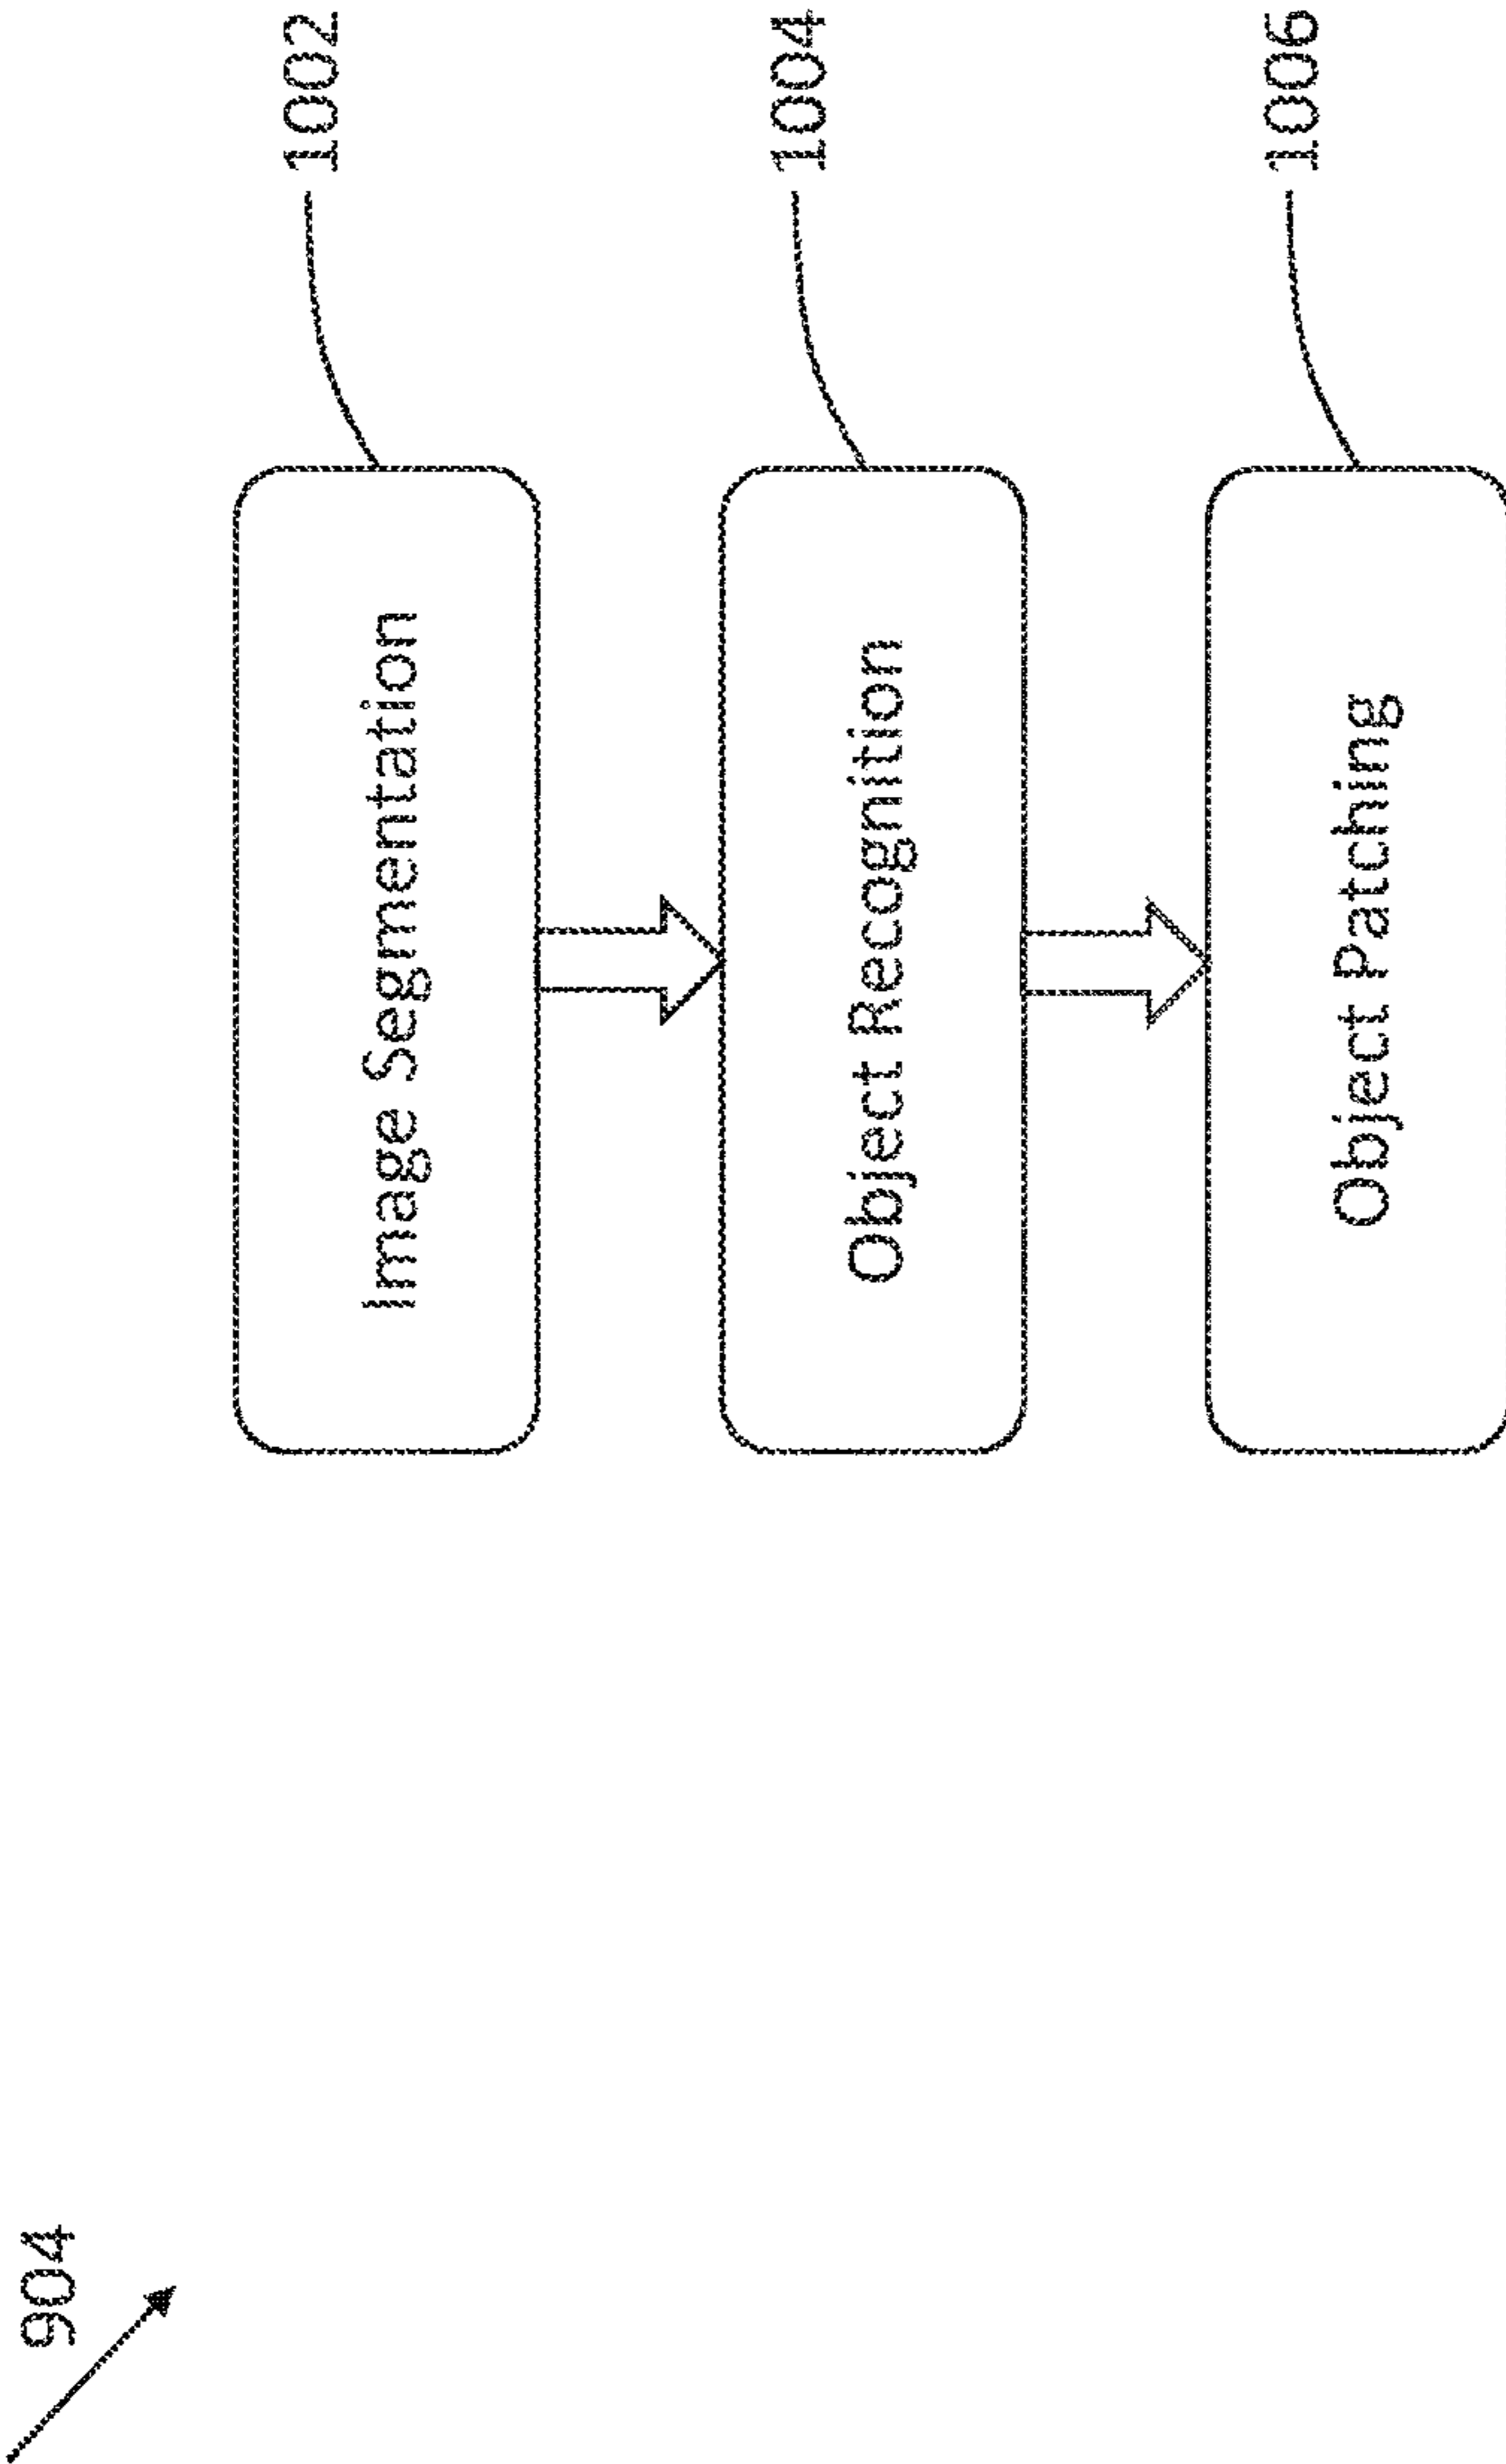 904
Image Segmentation
1002
Object Recognition
1004
Object Patching
1006